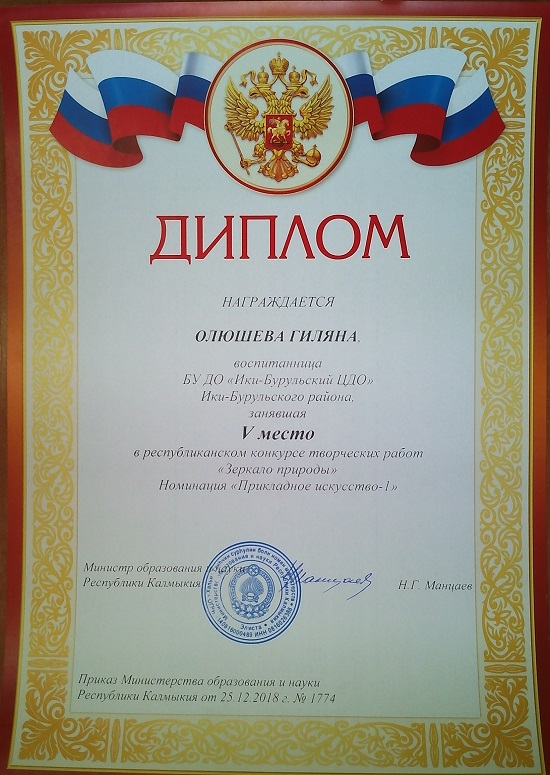 ДИПЛОМ
НАГРАЖДАЕТСЯ
ОЛЮШЕВА ГИЛЯНА,
воспитанница
БУ ДО «Ики-Бурульский ЦДО»
Ики-Бурульского района,
занявшая
V место
в республиканском конкурсе творческих работ
«Зеркало природы»
Номинация «Прикладное искусство-1»
Министр образования и науки
Республики Калмыкия
Н.Г. Манцаев
Элиста
Приказ Министерства образования и науки
Республики Калмыкия от 25.12.2018 г. № 1774